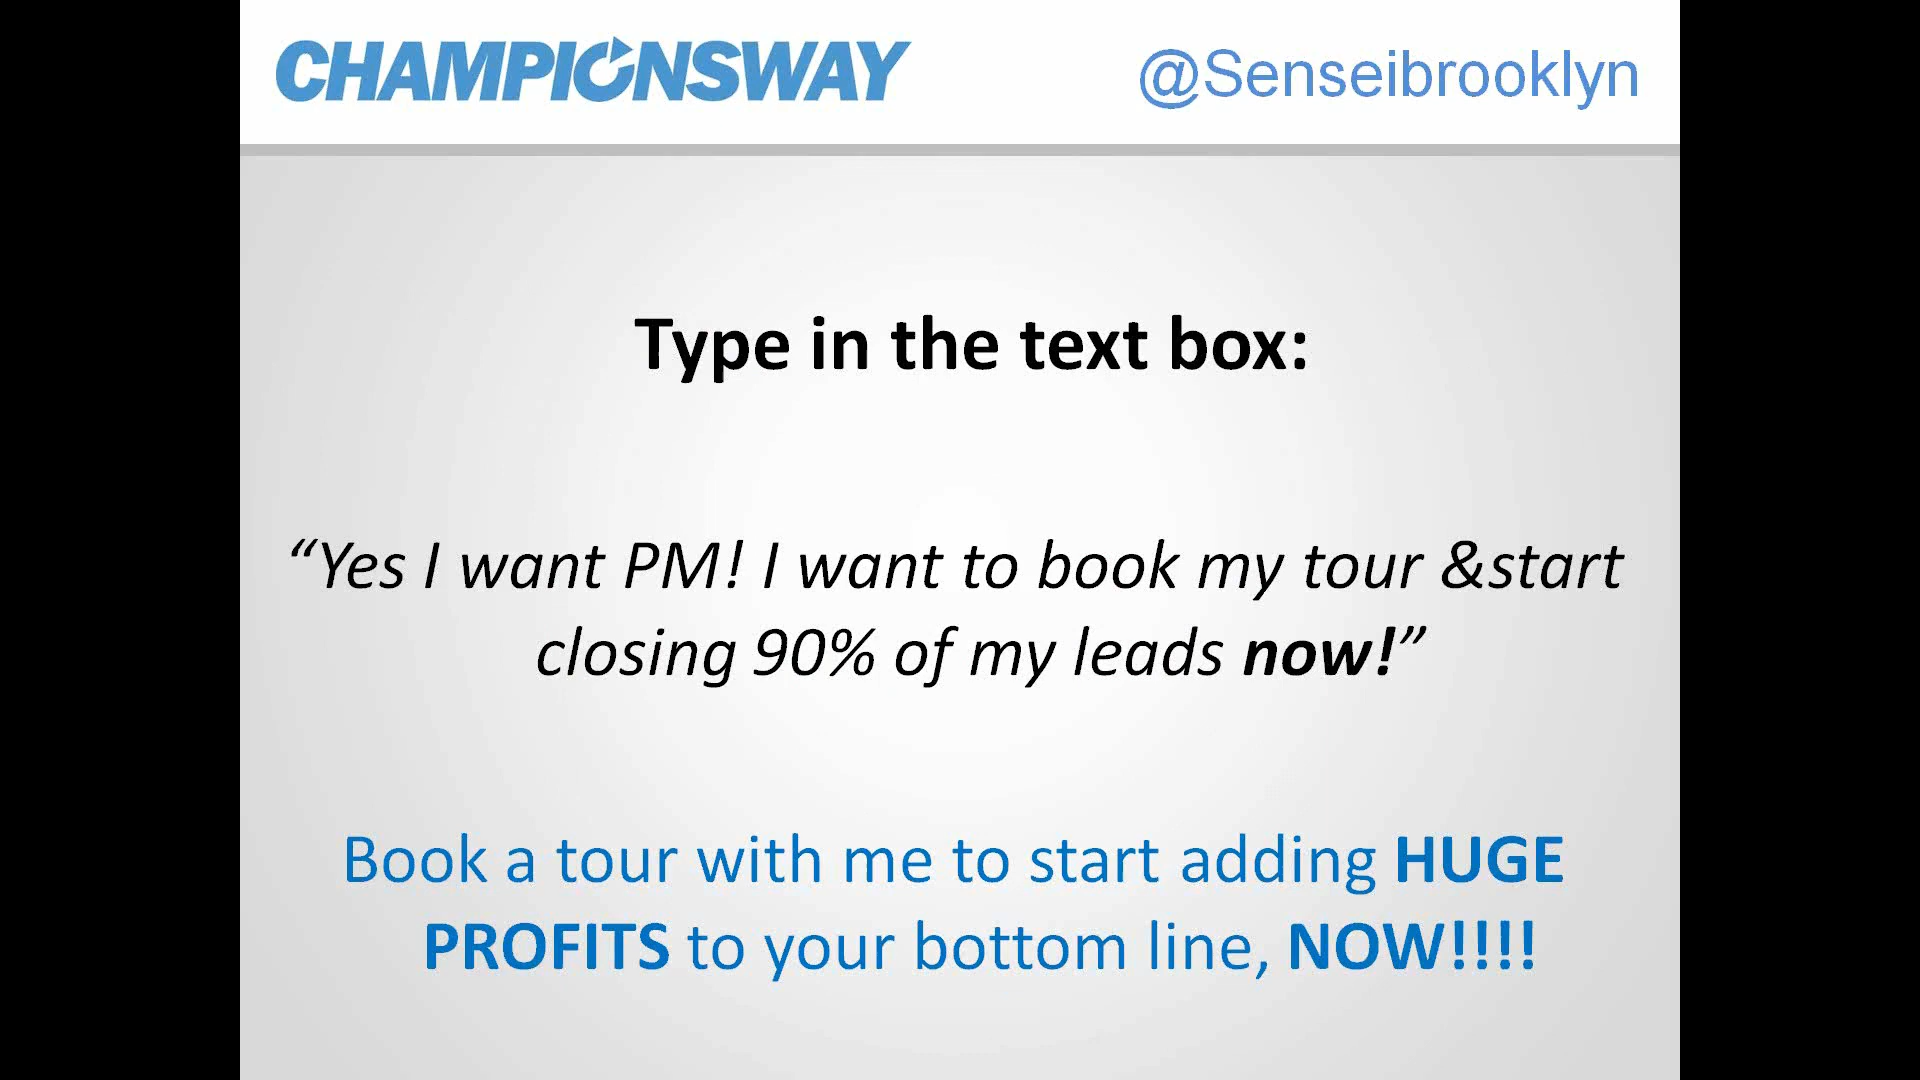 CHAMPIONSWAY
@Senseibrooklyn
Type in the text box:
“Yes I want PM! I want to book my tour &start
closing 90% of my leads now!”
Book a tour with me to start adding HUGE
PROFITS to your bottom line, NOW!!!!